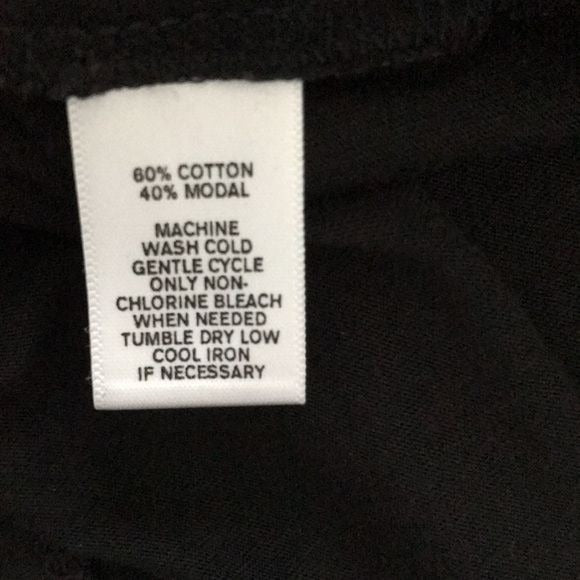 60% COTTON
40% MODAL
MACHINE
WASH COLD
GENTLE CYCLE
ONLY NON-
CHLORINE BLEACH
WHEN NEEDED
TUMBLE DRY LOW
COOL IRON
IF NECESSARY